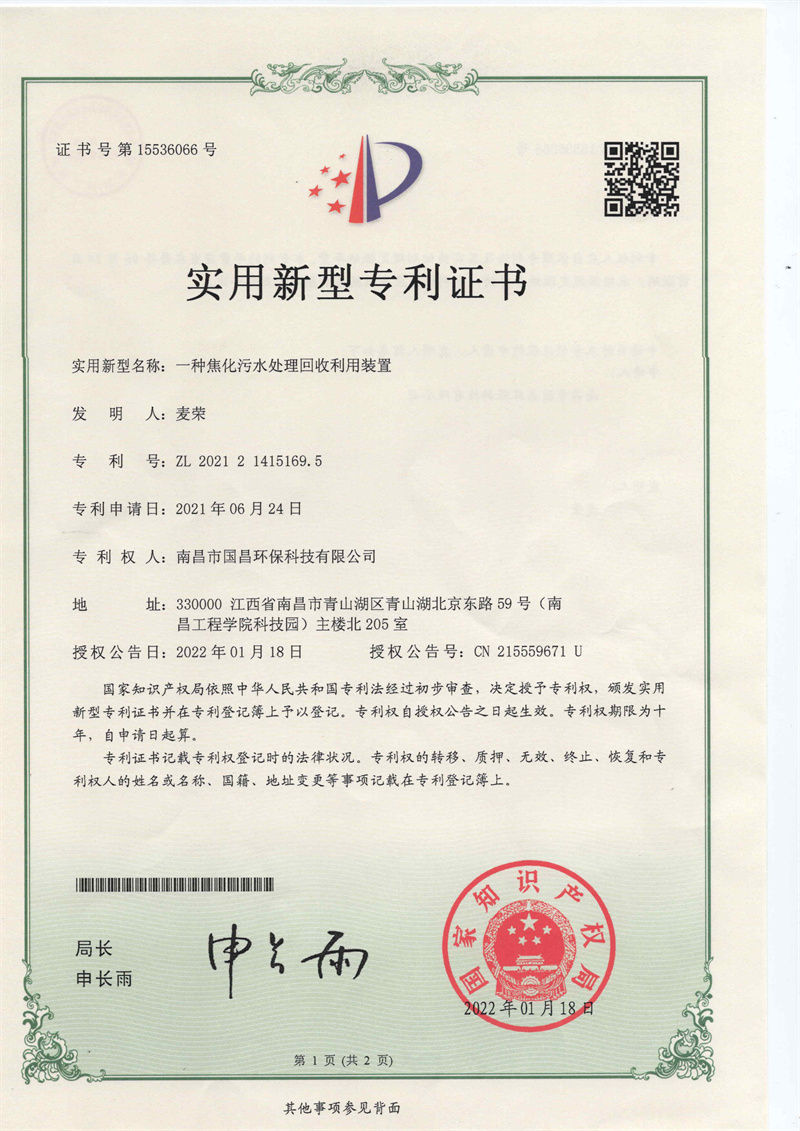 证书号第15536066号
实用新型专利证书
实用新型名称：一种焦化污水处理回收利用装置
发明人：麦荣
专利号：ZL 2021 2 1415169.5
专利申请日：2021年06月24日
专利权人：南昌市国昌环保科技有限公司
地址：330000 江西省南昌市青山湖区青山湖北京东路59号（南
昌工程学院科技园）主楼北205室
授权公告日：2022年01月18日 授权公告号：CN 215559671 U
国家知识产权局依照中华人民共和国专利法经过初步审查，决定授予专利权，颁发实用
新型专利证书并在专利登记簿上予以登记。专利权自授权公告之日起生效。专利权期限为十
年，自申请日起算。
专利证书记载专利权登记时的法律状况。专利权的转移、质押、无效、终止、恢复和专
利权人的姓名或名称、国籍、地址变更等事项记载在专利登记簿上。
局长
申长雨
申长雨
国家知识产权局
2022年01月18日
第1页(共2页)
其他事项参见背面